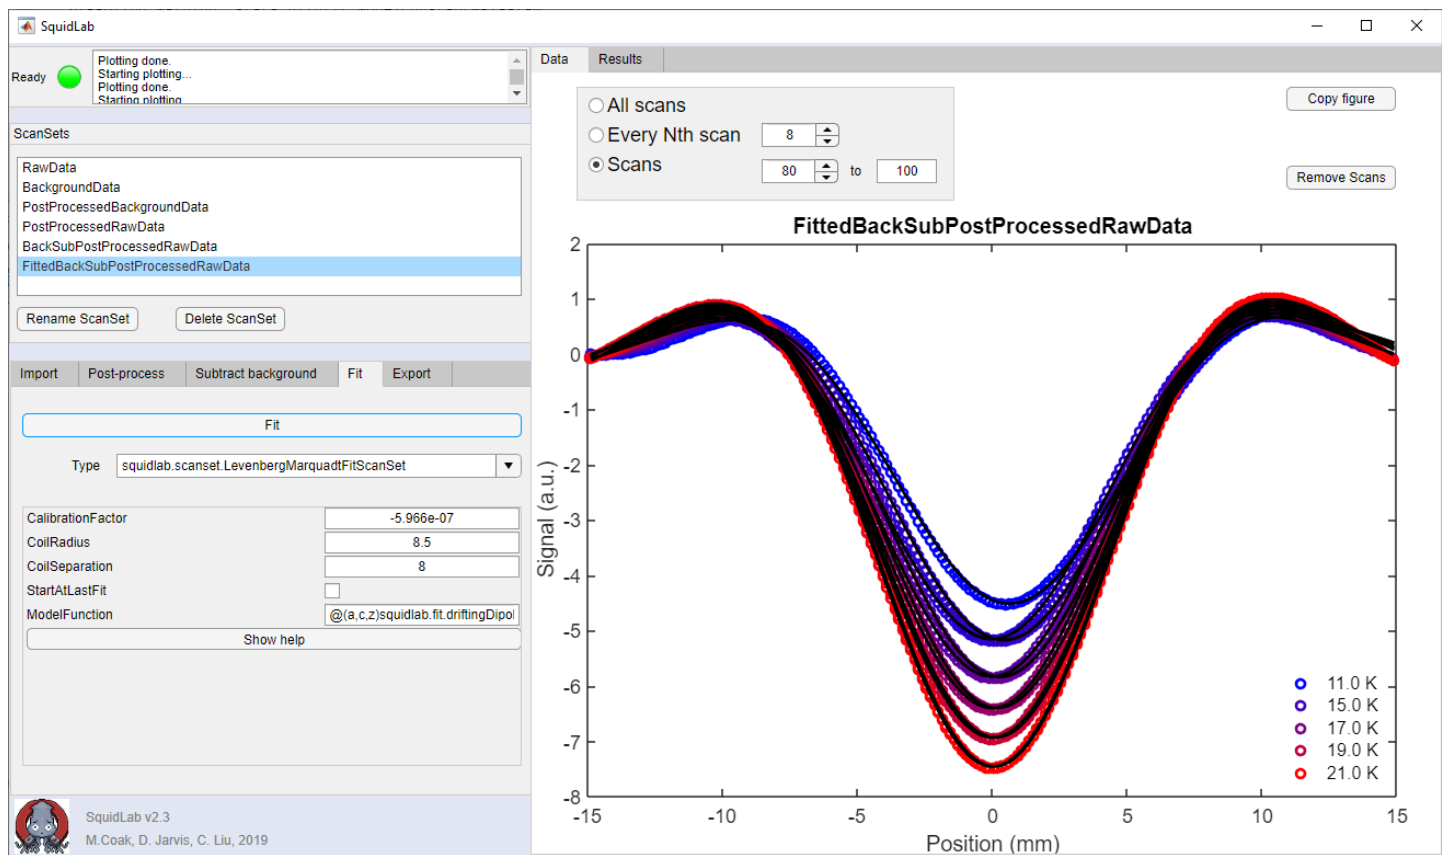 SquidLab
Ready
Plotting done.
Starting plotting...
Plotting done.
Starting plotting
ScanSets
RawData
BackgroundData
PostProcessedBackgroundData
PostProcessedRawData
BackSubPostProcessedRawData
FittedBackSubPostProcessedRawData
Rename ScanSet
Delete ScanSet
Import
Post-process
Subtract background
Fit
Export
Fit
Type
squidlab.scanset.LevenbergMarquadtFitScanSet
CalibrationFactor
-5.966e-07
CoilRadius
8.5
CoilSeparation
8
StartAtLastFit
ModelFunction
@(a,c,z)squidlab.fit.driftingDipol
Show help
SquidLab v2.3
M.Coak, D. Jarvis, C. Liu, 2019
Data
Results
All scans
Every Nth scan
8
Scans
80
to
100
Copy figure
Remove Scans
FittedBackSubPostProcessedRawData
2
1
0
-1
-2
-3
-4
-5
-6
-7
-8
Signal (a.u.)
-15
-10
-5
0
5
10
15
Position (mm)
11.0 K
15.0 K
17.0 K
19.0 K
21.0 K